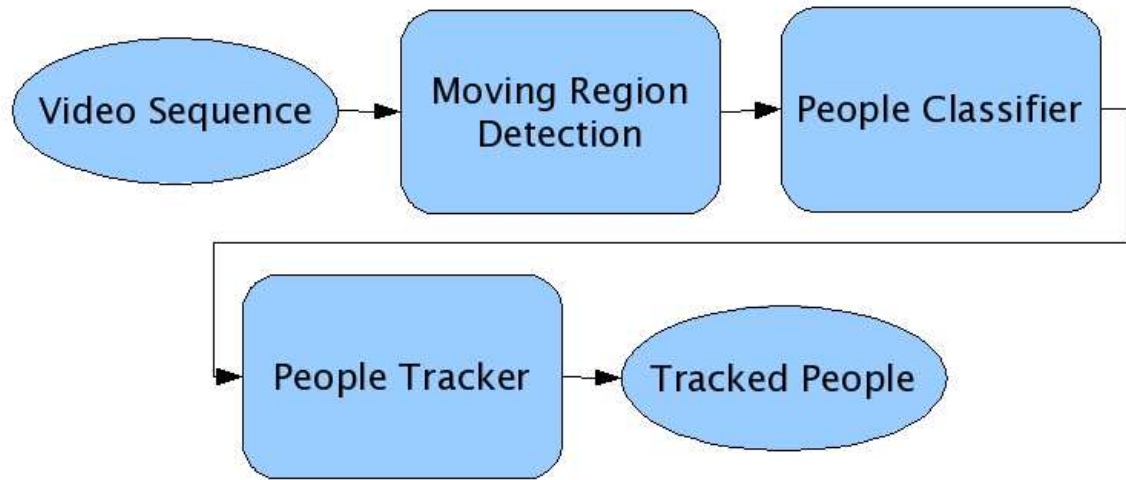 Video Sequence
Moving Region
Detection
People Classifier
People Tracker
Tracked People